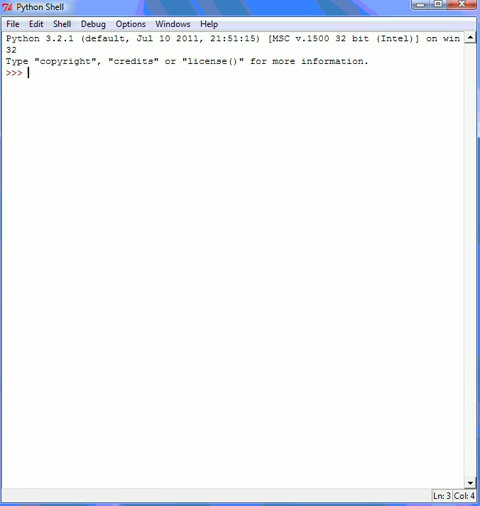 Python Shell
File Edit Shell Debug Options Windows Help
Python 3.2.1 (default, Jul 10 2011, 21:51:15) [MSC v.1500 32 bit (Intel)] on win
32
Type "copyright", "credits" or "license()" for more information.
>>>
Ln: 3 Col: 4